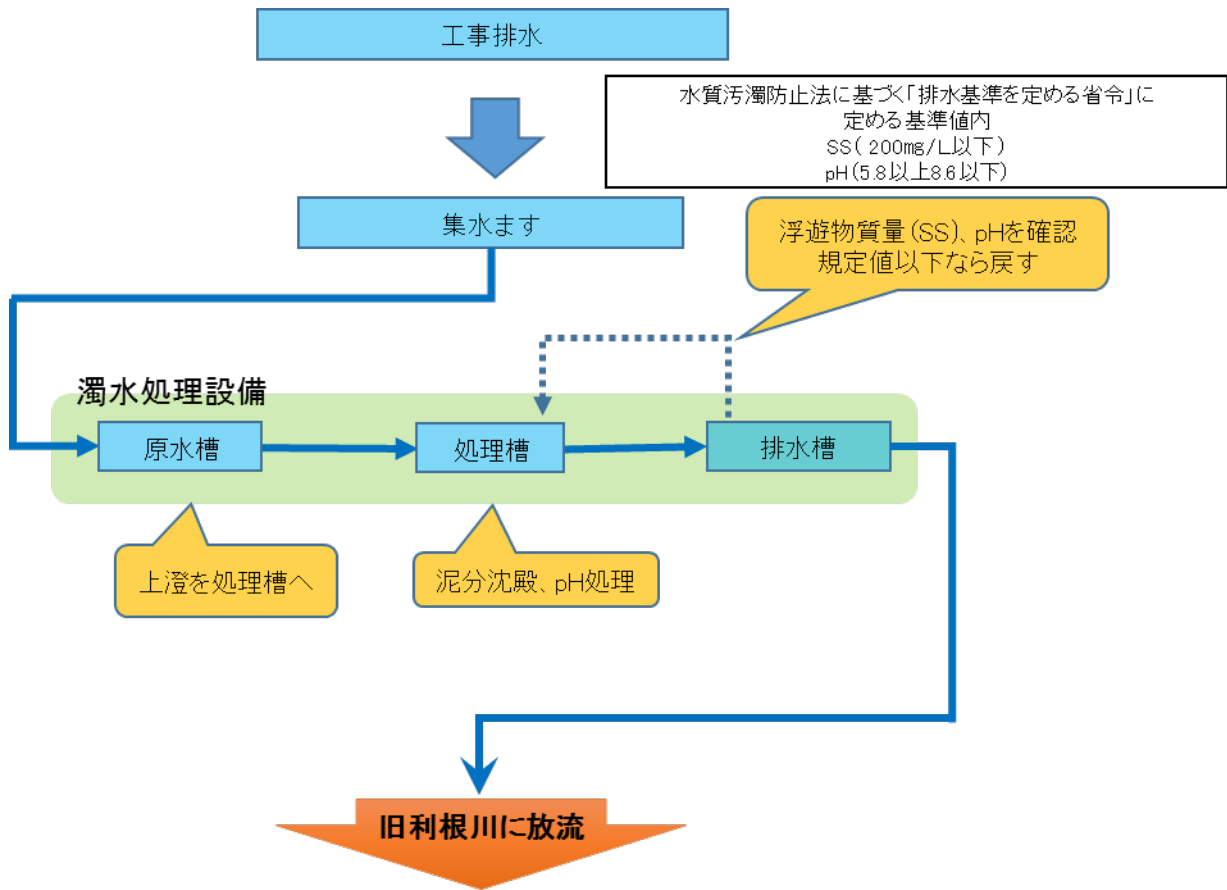 工事排水
水質汚濁防止法に基づく「排水基準を定める省令」に
定める基準値内
SS( 200㎎/L以下)
pH(5.8以上8.6以下)
集水ます
浮遊物質量(SS)、pHを確認
規定値以下なら戻す
濁水処理設備
原水槽
処理槽
排水槽
上澄を処理槽へ
泥分沈殿、pH処理
旧利根川に放流